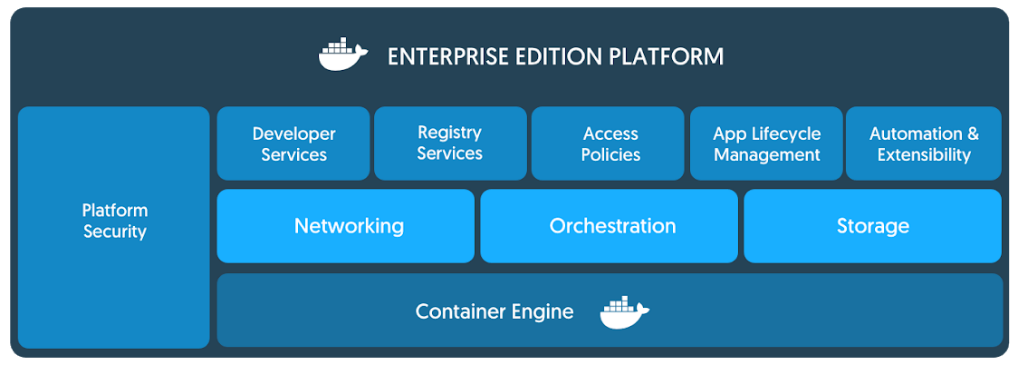 ENTERPRISE EDITION PLATFORM
Platform
Security
Developer
Services
Registry
Services
Access
Policies
App Lifecycle
Management
Automation &
Extensibility
Networking
Orchestration
Storage
Container Engine